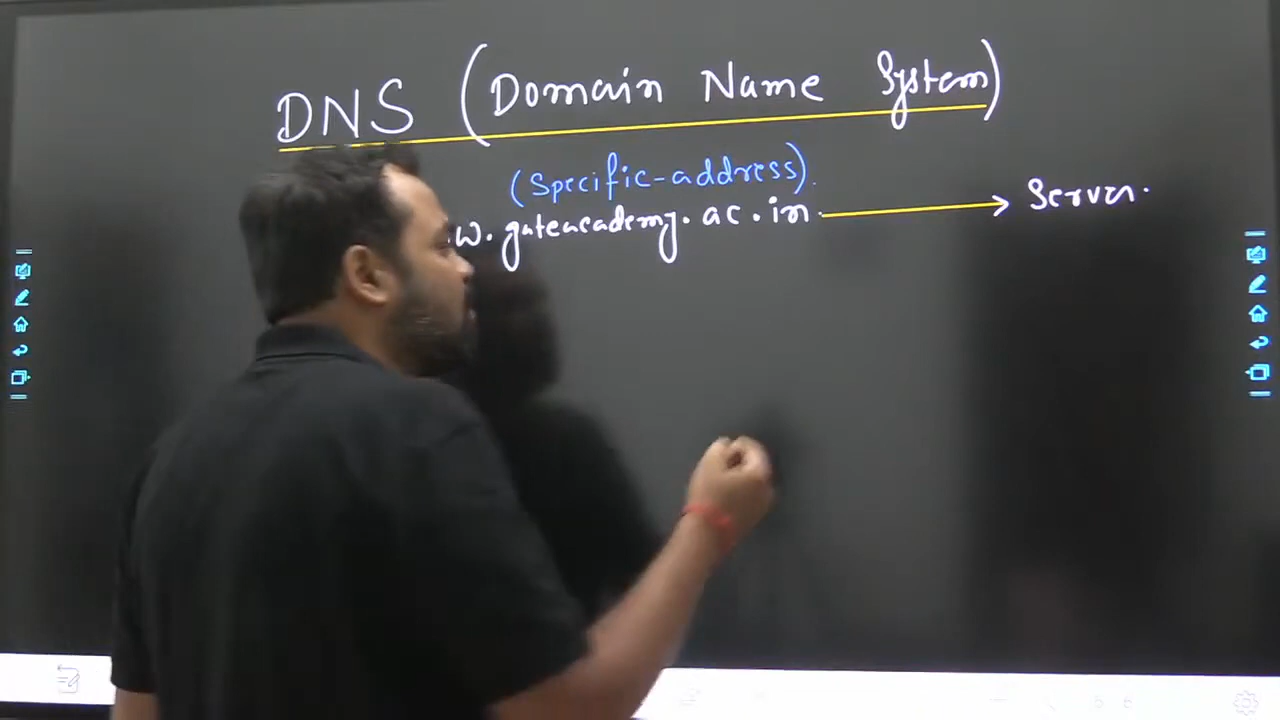 DNS (Domain Name System)
(Specific-address).
.w. gateacademy. ac. in. → Server.